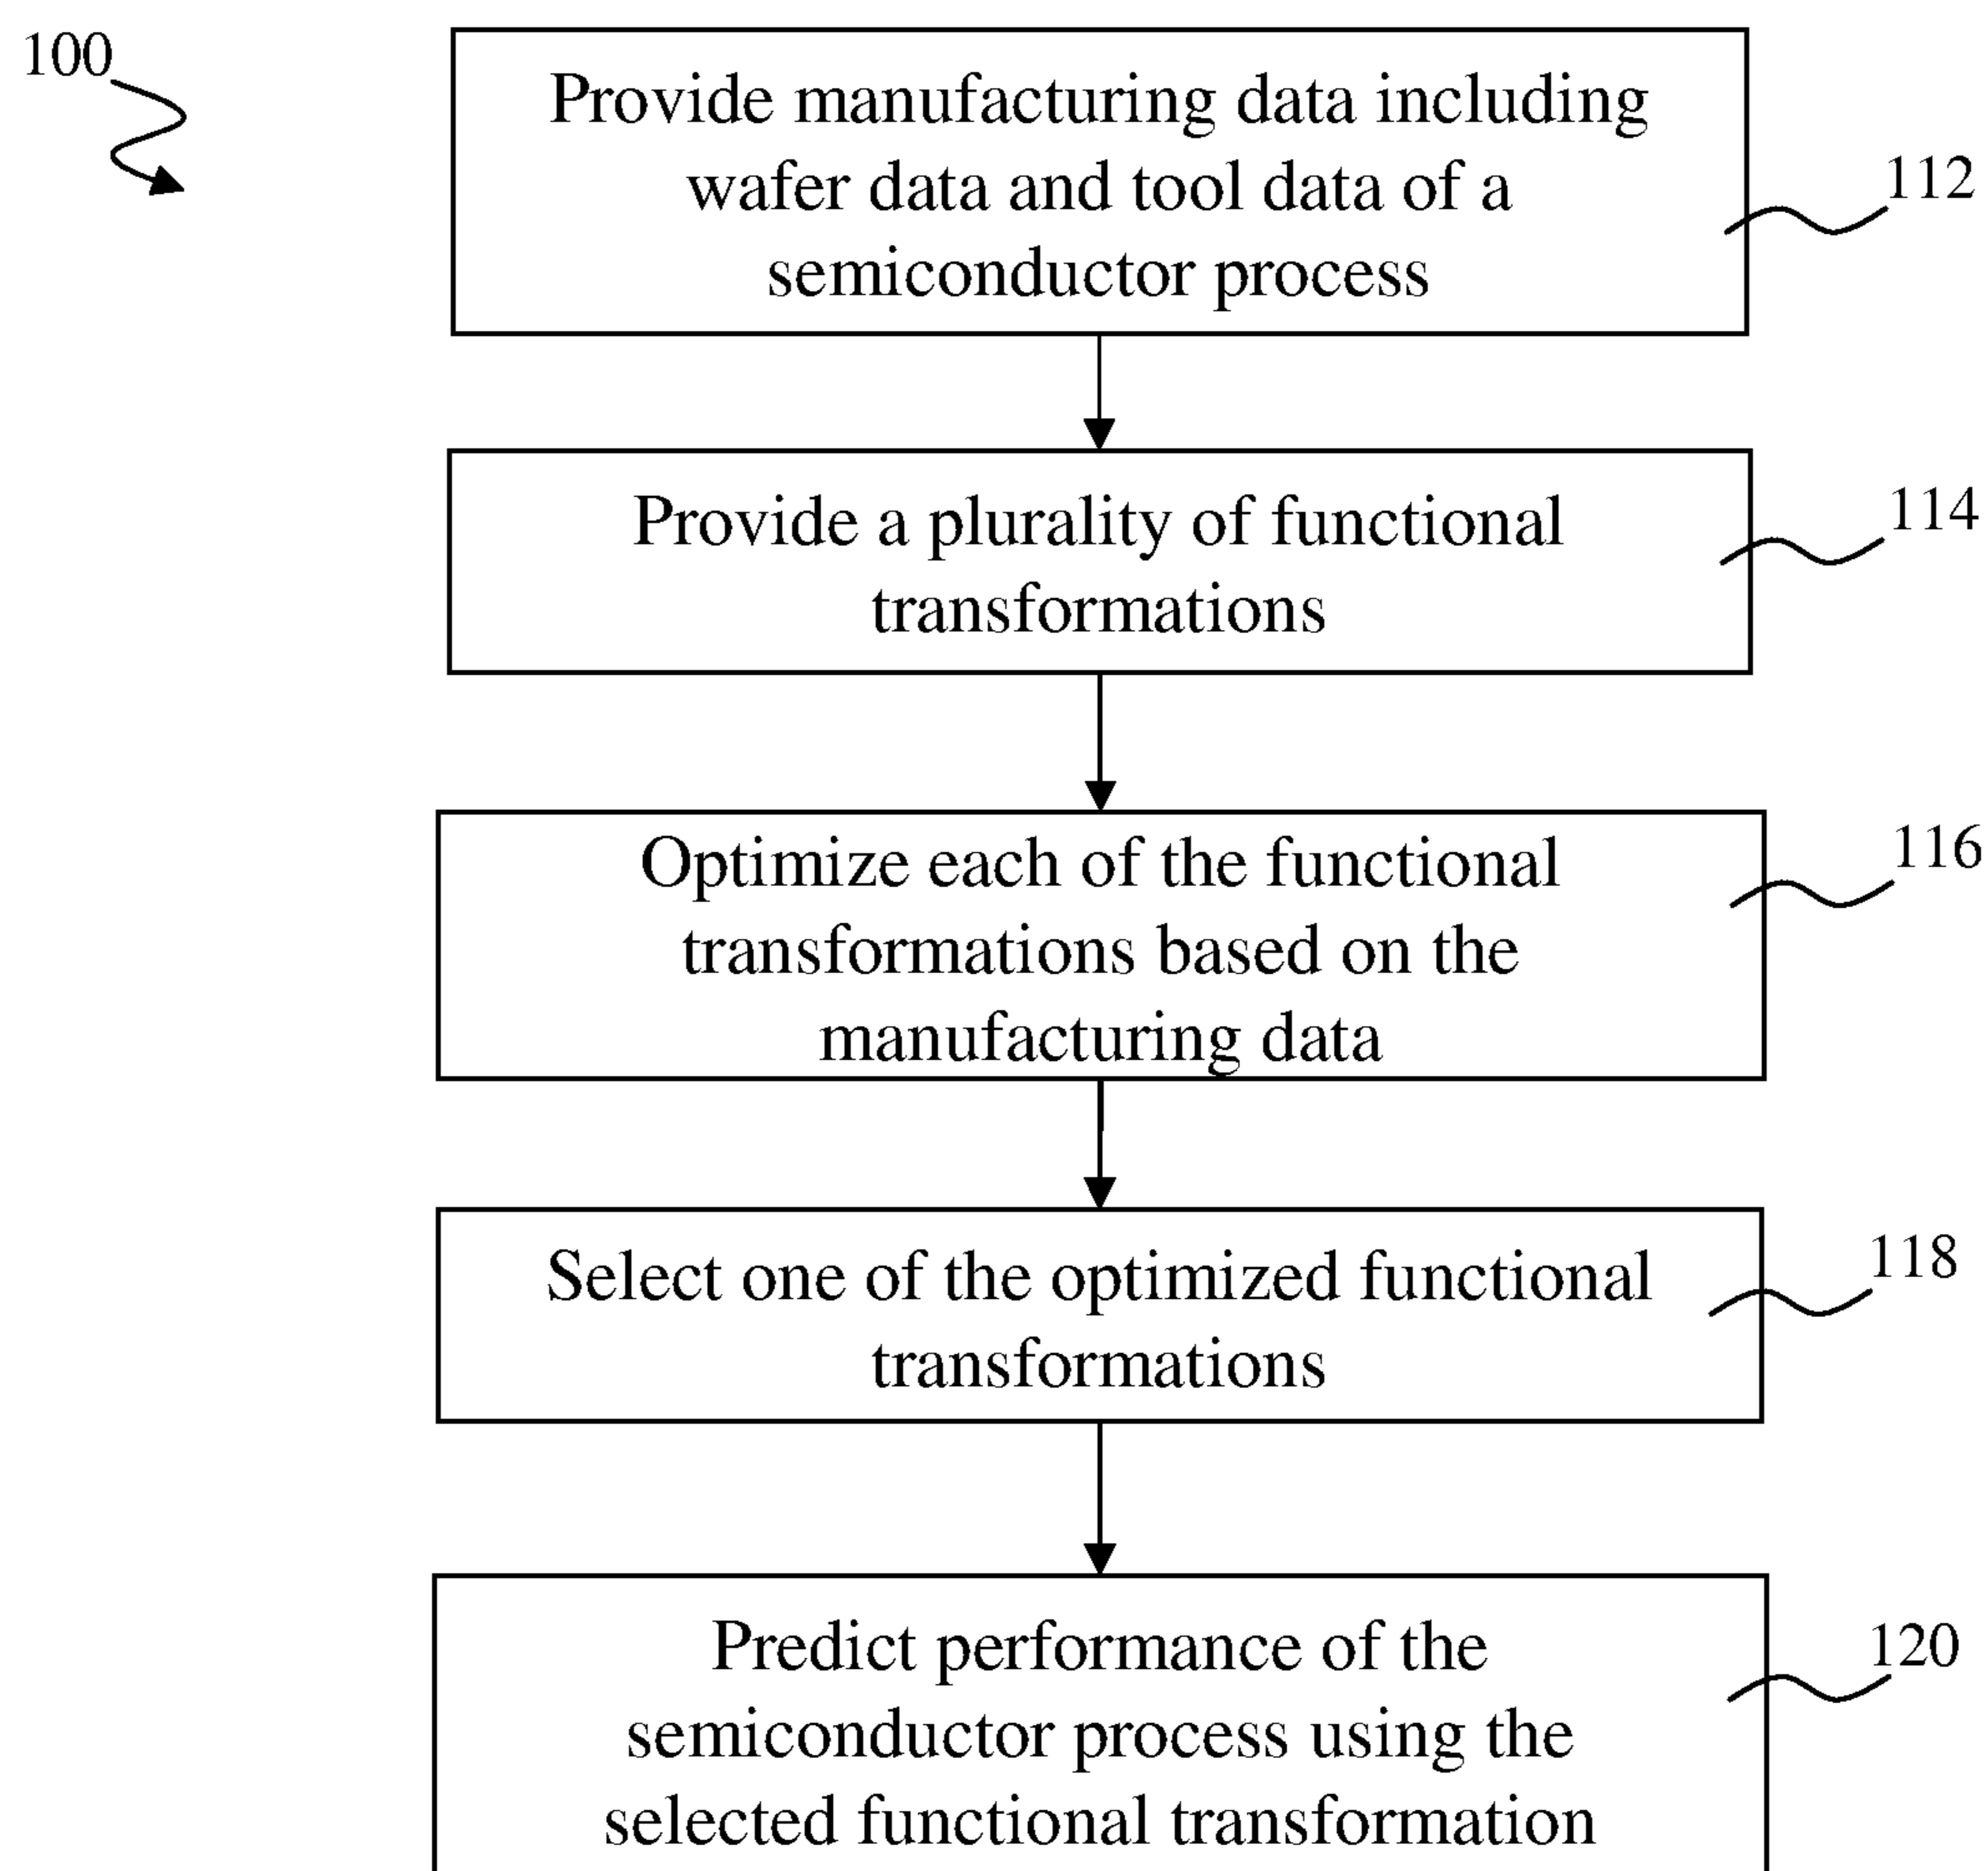 100
Provide manufacturing data including
wafer data and tool data of a
semiconductor process
112
Provide a plurality of functional
transformations
114
Optimize each of the functional
transformations based on the
manufacturing data
116
Select one of the optimized functional
transformations
118
Predict performance of the
semiconductor process using the
selected functional transformation
120